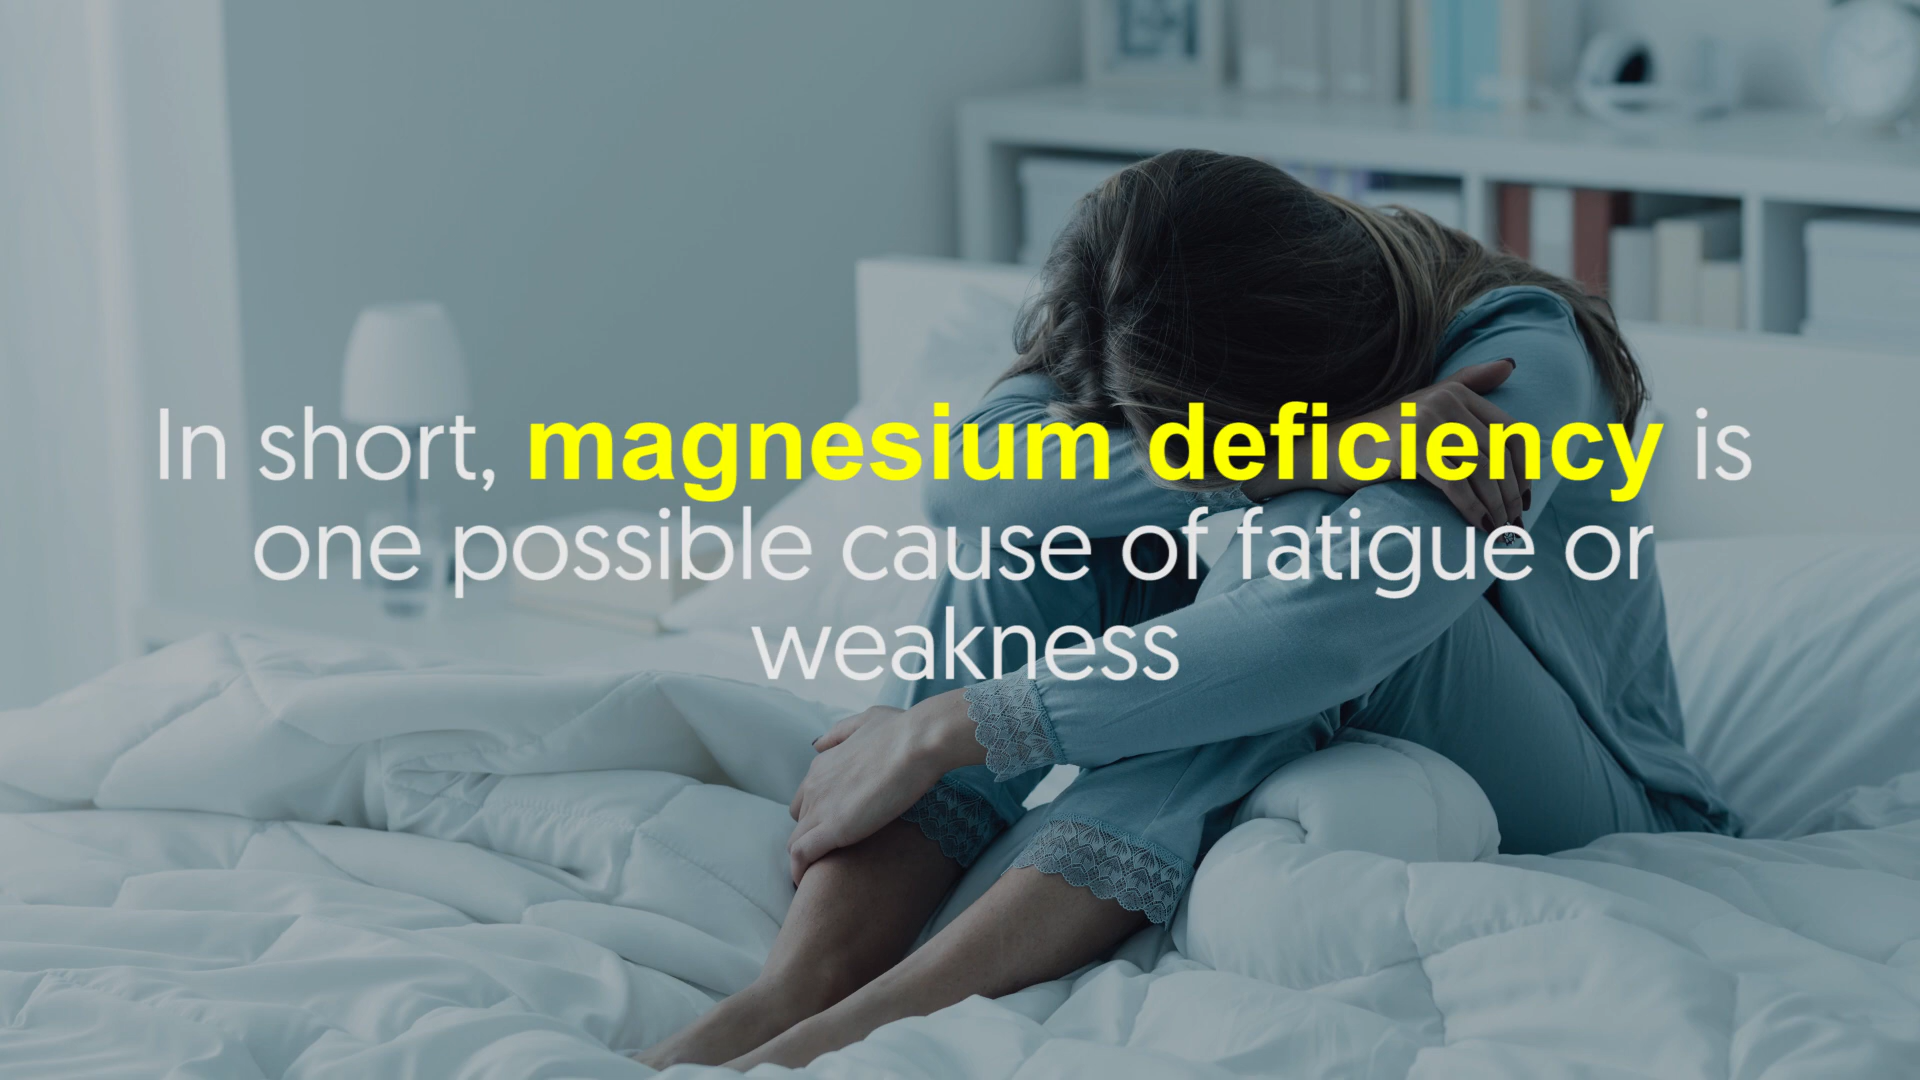 In short, magnesium deficiency is
one possible cause of fatigue or
weakness